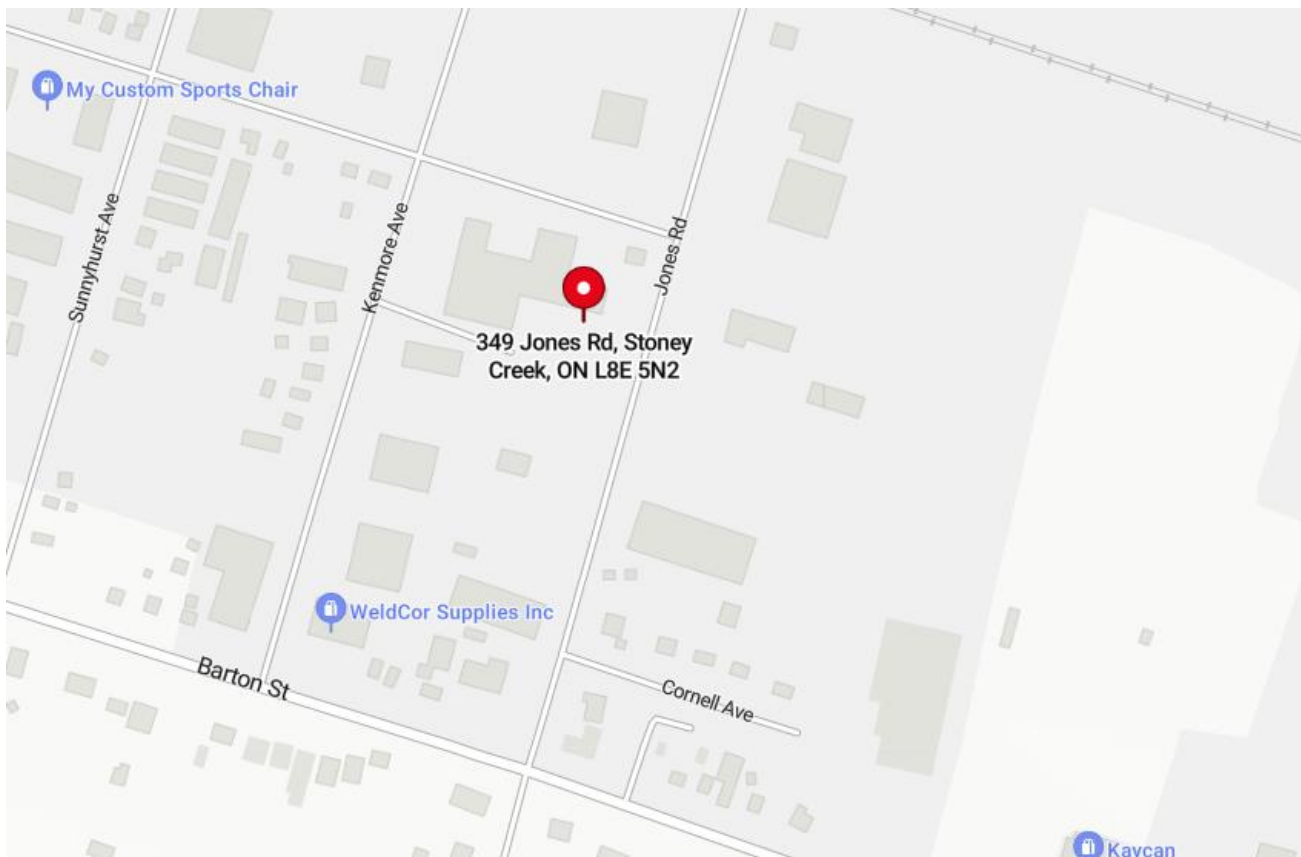 My Custom Sports Chair
Sunnyhurst Ave
Kenmore Ave
Jones Rd
349 Jones Rd, Stoney
Creek, ON L8E 5N2
WeldCor Supplies Inc
Barton St
Cornell Ave
Kaycan